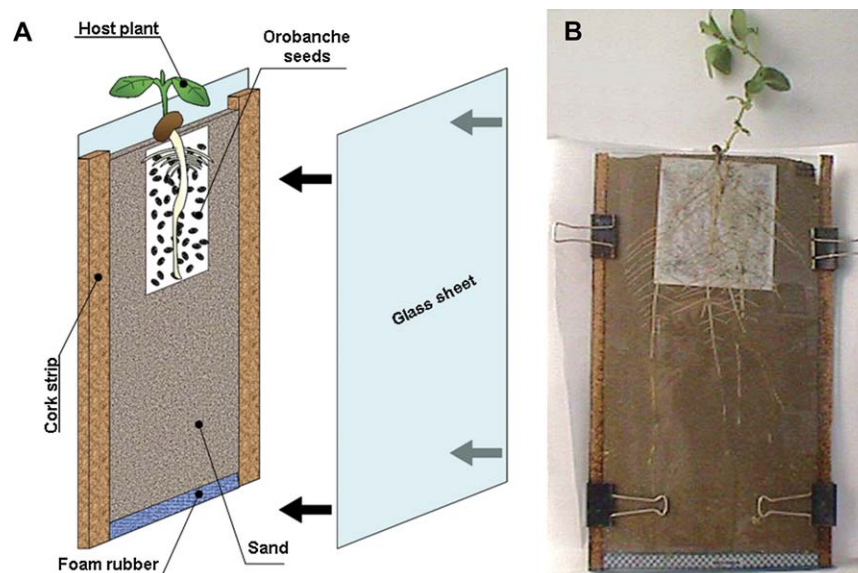 A
Host plant
Orobanche
seeds
B
Glass sheet
Cork strip
Sand
Foam rubber